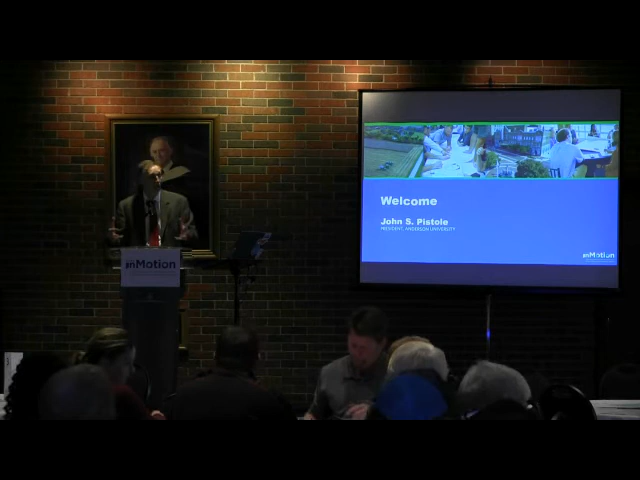 inMotion
Welcome
John S. Pistole
PRESIDENT, ANDERSON UNIVERSITY
inMotion